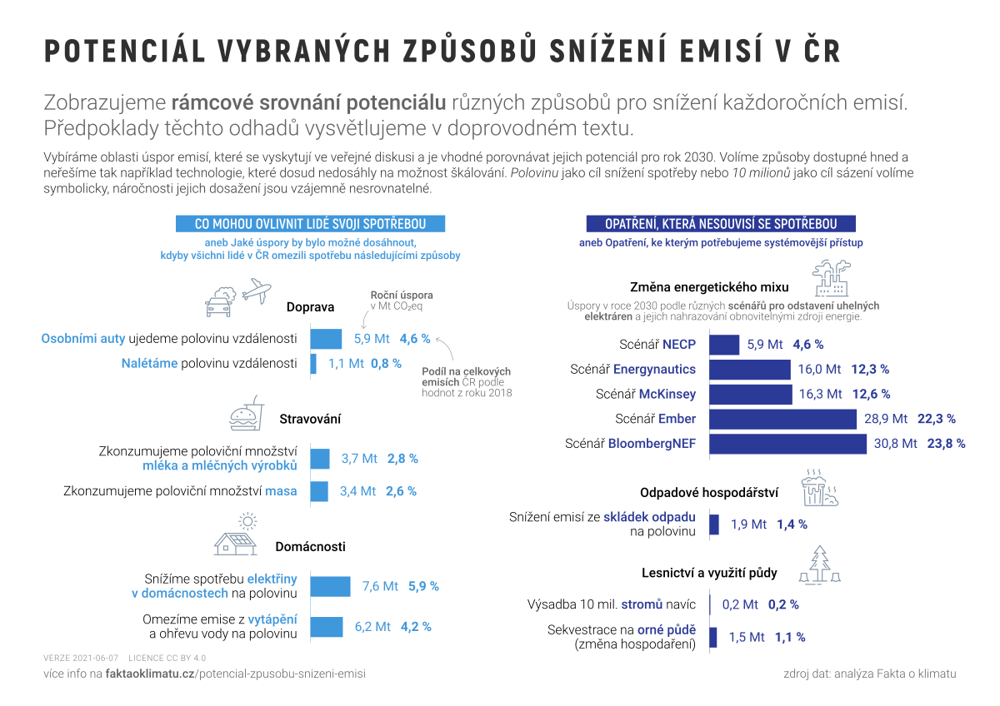 POTENCIÁL VYBRANÝCH ZPŮSOBŮ SNÍŽENÍ EMISÍ V ČR
Zobrazujeme rámcové srovnání potenciálu různých způsobů pro snížení každoročních emisí.
Předpoklady těchto odhadů vysvětlujeme v doprovodném textu.
Vybíráme oblasti úspor emisí, které se vyskytují ve veřejné diskusi a je vhodné porovnávat jejich potenciál pro rok 2030. Volíme způsoby dostupné hned a
neřešíme tak například technologie, které dosud nedosáhly na možnost škálování. Polovinu jako cíl snížení spotřeby nebo 10 milionů jako cíl sázení volíme
symbolicky, náročnosti jejich dosažení jsou vzájemně nesrovnatelné.
CO MOHOU OVLIVNIT LIDÉ SVOJI SPOTŘEBOU
aneb Jaké úspory by bylo možné dosáhnout,
kdyby všichni lidé v ČR omezili spotřebu následujícími způsoby
Doprava
Roční úspora
v Mt CO₂eq
Osobními auty ujedeme polovinu vzdálenosti 5,9 Mt 4,6 %
Nalétáme polovinu vzdálenosti 1,1 Mt 0,8 %
Podíl na celkových
emisích ČR podle
hodnot z roku 2018
Stravování
Zkonzumujeme poloviční množství
mléka a mléčných výrobků 3,7 Mt 2,8 %
Zkonzumujeme poloviční množství masa 3,4 Mt 2,6 %
Domácnosti
Snížíme spotřebu elektřiny
v domácnostech na polovinu 7,6 Mt 5,9 %
Omezíme emise z vytápění
a ohřevu vody na polovinu 6,2 Mt 4,2 %
OPATŘENÍ, KTERÁ NESOUVISÍ SE SPOTŘEBOU
aneb Opatření, ke kterým potřebujeme systémovější přístup
Změna energetického mixu
Úspory v roce 2030 podle různých scénářů pro odstavení uhelných
elektráren a jejich nahrazování obnovitelnými zdroji energie.
Scénář NECP 5,9 Mt 4,6 %
Scénář Energynautics 16,0 Mt 12,3 %
Scénář McKinsey 16,3 Mt 12,6 %
Scénář Ember 28,9 Mt 22,3 %
Scénář BloombergNEF 30,8 Mt 23,8 %
Odpadové hospodářství
Snížení emisí ze skládek odpadu
na polovinu 1,9 Mt 1,4 %
Lesnictví a využití půdy
Výsadba 10 mil. stromů navíc 0,2 Mt 0,2 %
Sekvestrace na orné půdě
(změna hospodaření) 1,5 Mt 1,1 %
VERZE 2021-06-07 LICENCE CC BY 4.0
více info na faktaoklimatu.cz/potencial-zpusobu-snizeni-emisi
zdroj dat: analýza Fakta o klimatu